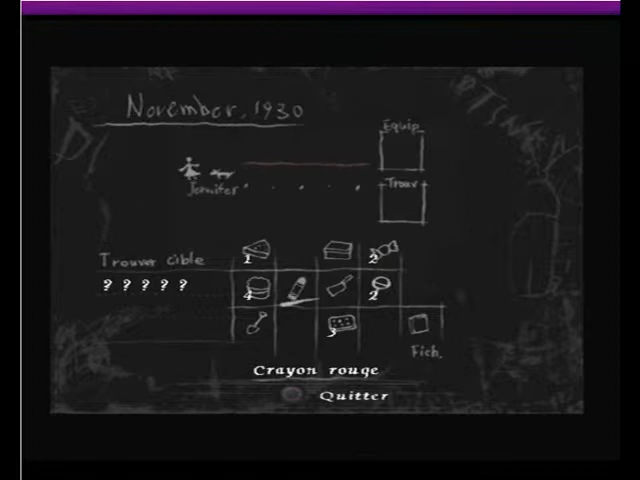 November, 1930
Equip
Jennifer
Trouv
Trouver cible
1
2
? ? ? ? ?
4
2
3
Fich.
Crayon rouge
Quitter